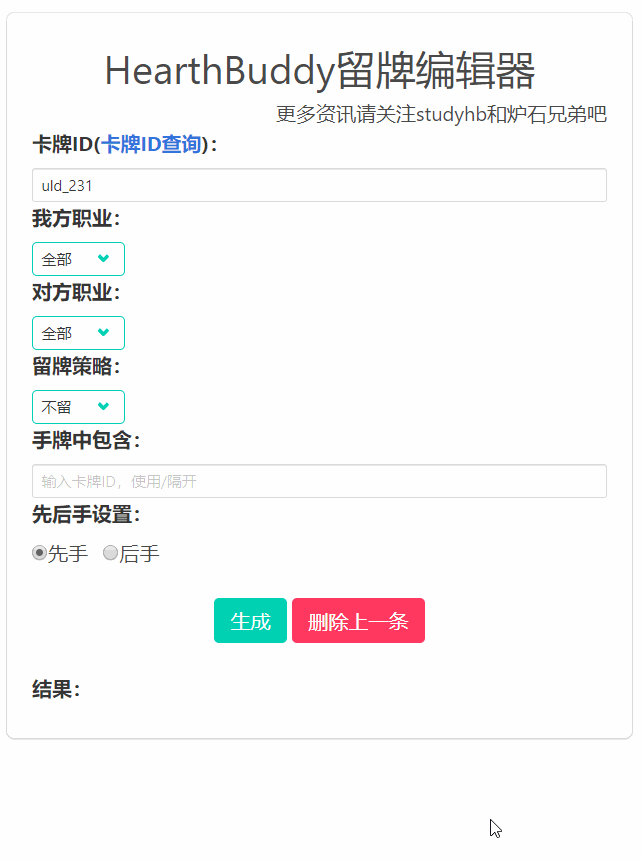 HearthBuddy留牌编辑器
更多资讯请关注studyhb和炉石兄弟吧
卡牌ID(卡牌ID查询)：
uld_231
我方职业：
全部
对方职业：
全部
留牌策略：
不留
手牌中包含：
输入卡牌ID，使用/隔开
先后手设置：
先手 后手
生成 删除上一条
结果：